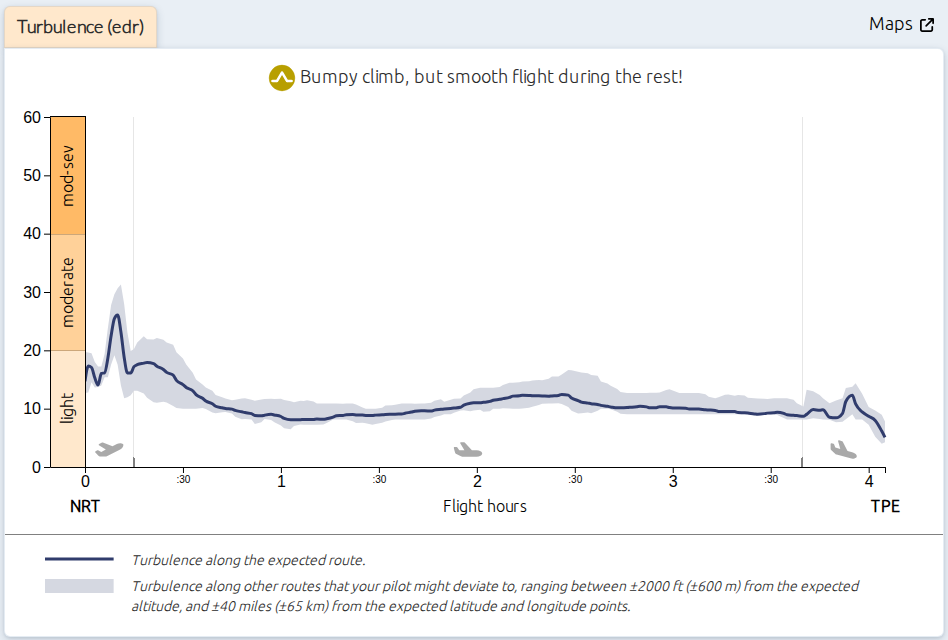 Turbulence (edr)
Maps
Bumpy climb, but smooth flight during the rest!
60
50
40
30
20
10
0
mod-sev
moderate
light
0 :30 1 :30 2 :30 3 :30 4
NRT Flight hours TPE
Turbulence along the expected route.
Turbulence along other routes that your pilot might deviate to, ranging between ±2000 ft (±600 m) from the expected
altitude, and ±40 miles (±65 km) from the expected latitude and longitude points.